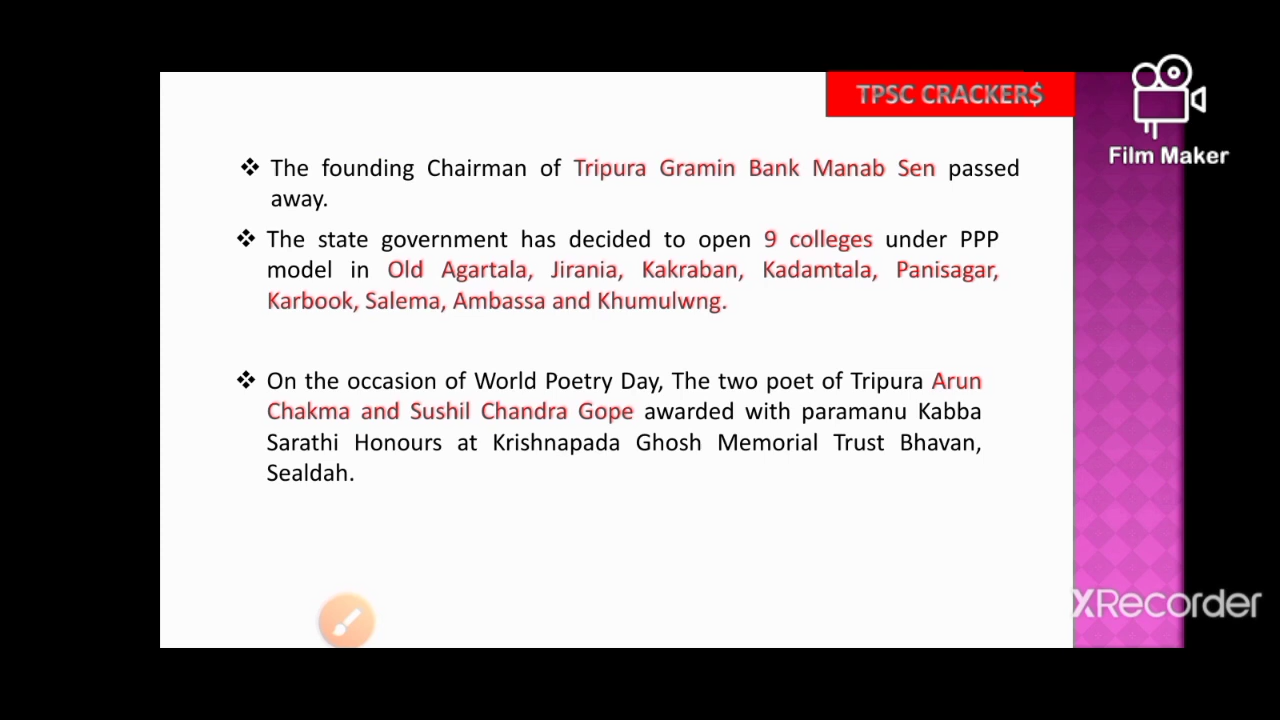 TPSC CRACKER$
Film Maker
❖ The founding Chairman of Tripura Gramin Bank Manab Sen passed
away.
❖ The state government has decided to open 9 colleges under PPP
model in Old Agartala, Jirania, Kakraban, Kadamtala, Panisagar,
Karbook, Salema, Ambassa and Khumulwng.
❖ On the occasion of World Poetry Day, The two poet of Tripura Arun
Chakma and Sushil Chandra Gope awarded with paramanu Kabba
Sarathi Honours at Krishnapada Ghosh Memorial Trust Bhavan,
Sealdah.
XRecorder